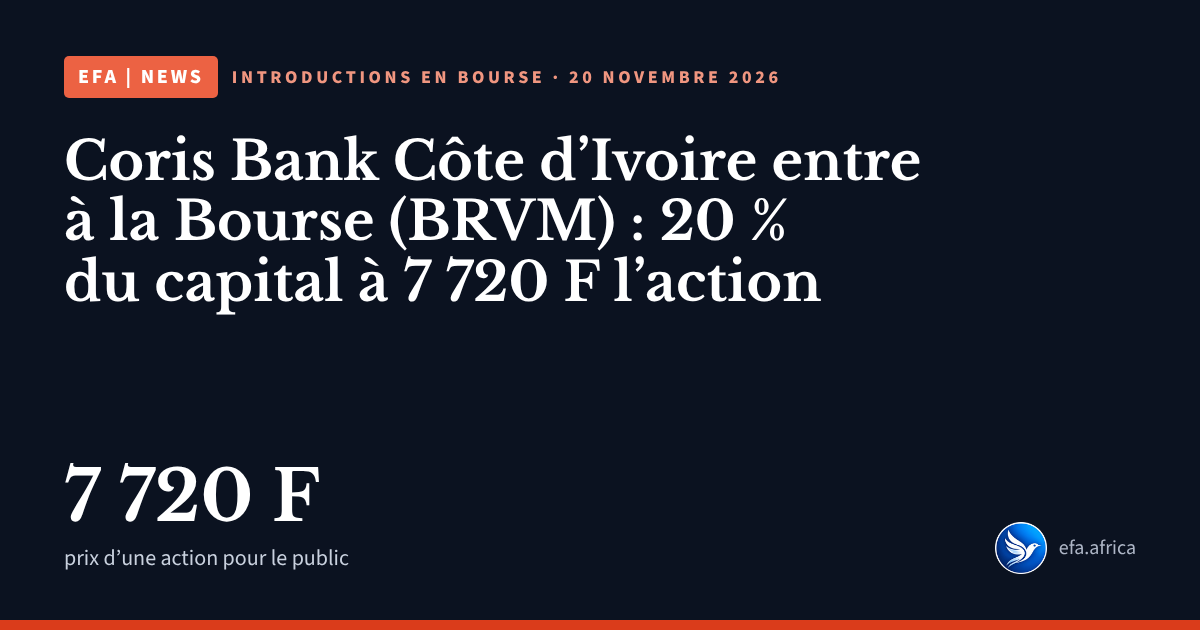 EFA | NEWS
INTRODUCTIONS EN BOURSE · 20 NOVEMBRE 2026
Coris Bank Côte d’Ivoire entre
à la Bourse (BRVM) : 20 %
du capital à 7 720 F l’action
7 720 F
prix d’une action pour le public
efa.africa